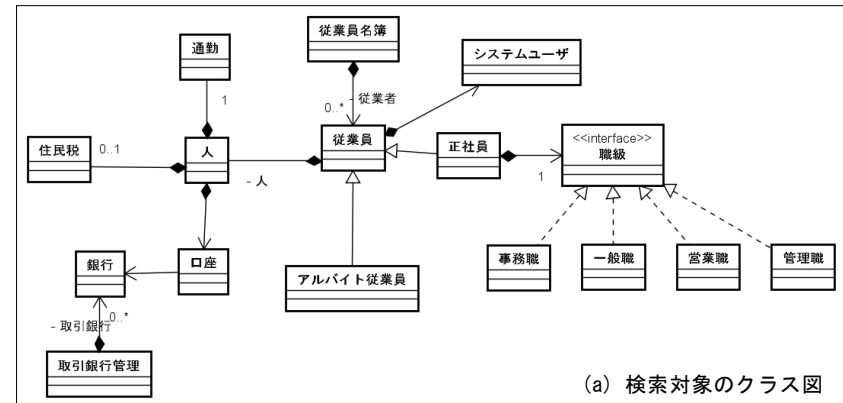 従業員名簿
通勤
システムユーザ
1
- 従業者
0..*
従業員
正社員
<<interface>>
職級
1
住民税
0..1
人
- 人
銀行
口座
アルバイト従業員
事務職
一般職
営業職
管理職
0..*
- 取引銀行
取引銀行管理
(a) 検索対象のクラス図